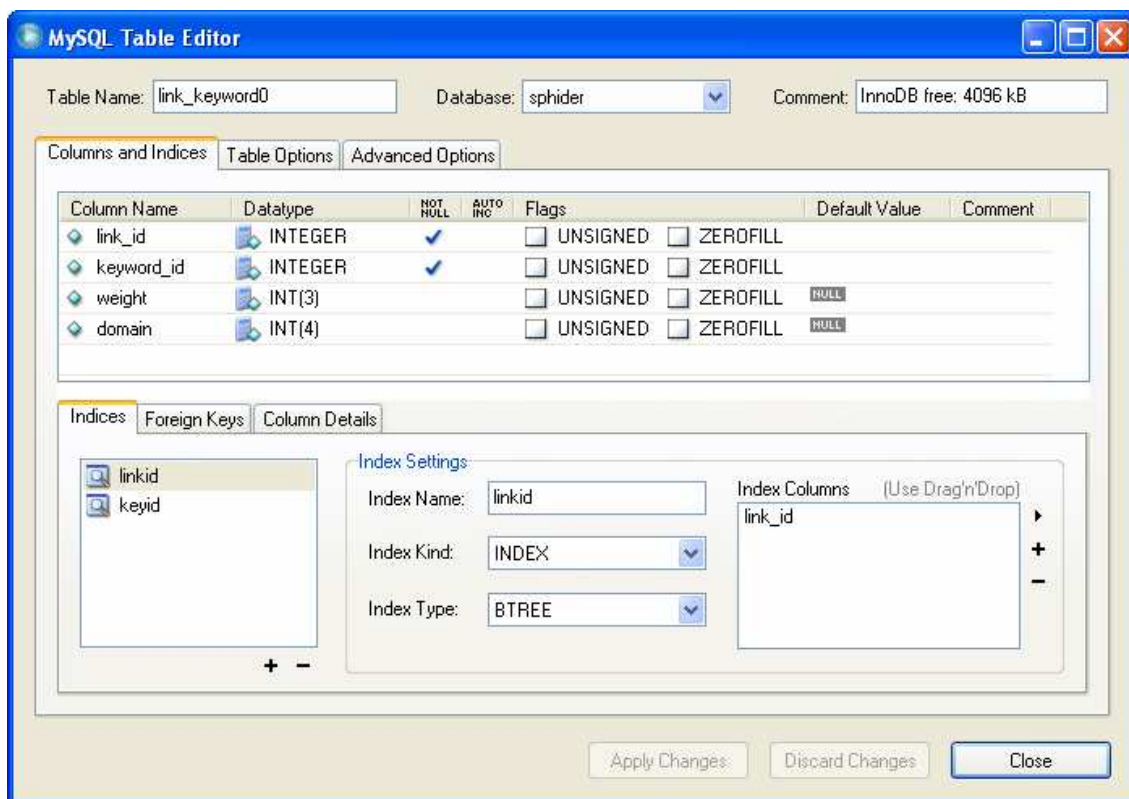 MySQL Table Editor
Table Name: link_keyword0 Database: sphider Comment: InnoDB free: 4096 kB
Columns and Indices Table Options Advanced Options
Column Name Datatype NOT NULL AUTO INC Flags Default Value Comment
link_id INTEGER UNSIGNED ZEROFILL
keyword_id INTEGER UNSIGNED ZEROFILL
weight INT(3) UNSIGNED ZEROFILL NULL
domain INT(4) UNSIGNED ZEROFILL NULL
Indices Foreign Keys Column Details
linkid
keyid
Index Settings
Index Name: linkid
Index Kind: INDEX
Index Type: BTREE
Index Columns (Use Drag'n'Drop)
link_id
Apply Changes Discard Changes Close